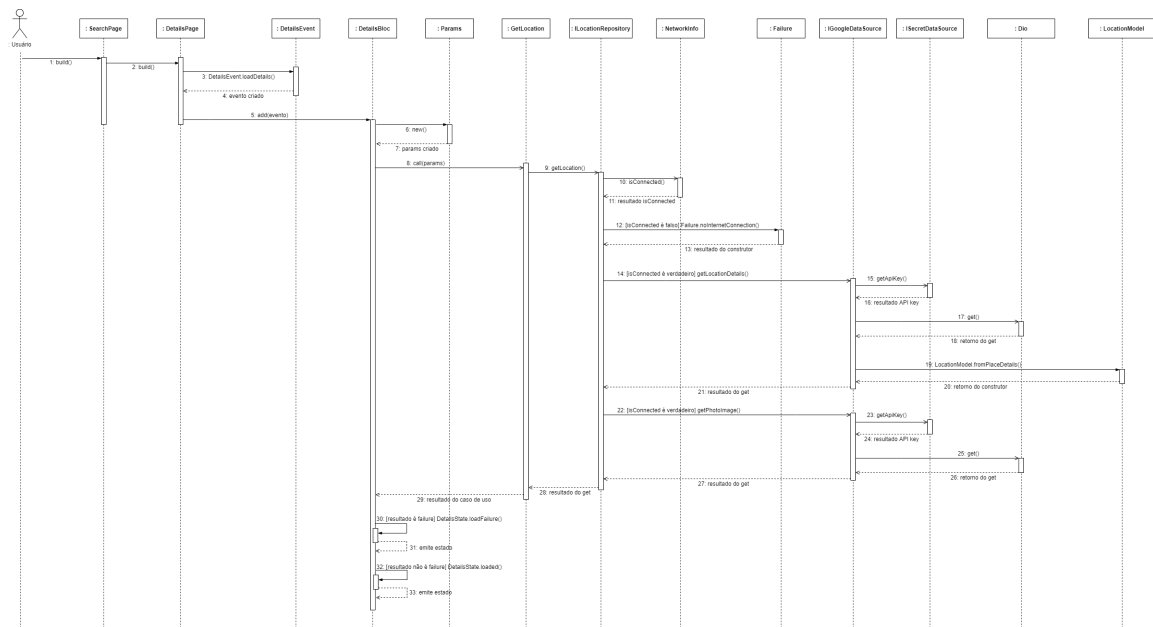 : Usuário
: SearchPage
: DetailsPage
: DetailsEvent
: DetailsBloc
: Params
: GetLocation
: ILocationRepository
: NetworkInfo
: Failure
: IGoogleDataSource
: ISecretDataSource
: Dio
: LocationModel
1: build()
2: build()
3: DetailsEvent.loadDetails()
4: evento criado
5: add(evento)
6: new()
7: params criado
8: call(params)
9: getLocation()
10: isConnected()
11: resultado isConnected
12: [isConnected é falso] Failure.noInternetConnection()
13: resultado do construtor
14: [isConnected é verdadeiro] getLocationDetails()
15: getApiKey()
16: resultado API key
17: get()
18: retorno do get
19: LocationModel.fromPlaceDetails()
20: retorno do construtor
21: resultado do get
22: [isConnected é verdadeiro] getPhotoImage()
23: getApiKey()
24: resultado API key
25: get()
26: retorno do get
27: resultado do get
28: resultado do get
29: resultado do caso de uso
30: [resultado é failure] DetailsState.loadFailure()
31: emite estado
32: [resultado não é failure] DetailsState.loaded()
33: emite estado